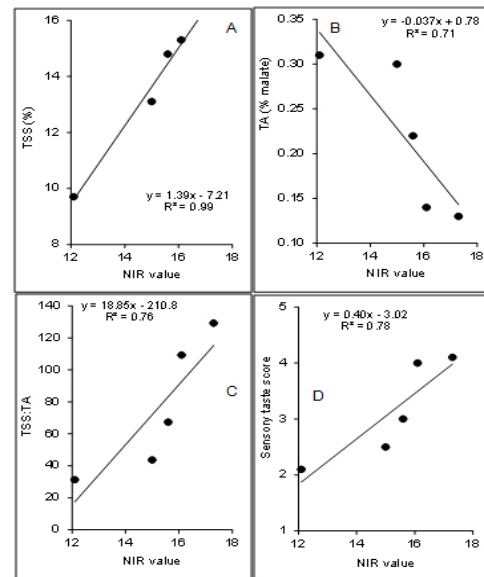 A
16
14
12
10
8
TSS (%)
y = 1.39x - 7.21
R² = 0.99
12 14 16 18
NIR value
B
y = -0.037x + 0.78
R² = 0.71
0.30
0.25
0.20
0.15
0.10
TA (% malate)
12 14 16 18
NIR value
y = 18.85x - 210.8
R² = 0.76
140
120
100
80
60
40
20
0
TSS:TA
C
12 14 16 18
NIR value
y = 0.40x - 3.02
R² = 0.78
5
4
3
2
1
Sensory taste score
D
12 14 16 18
NIR value